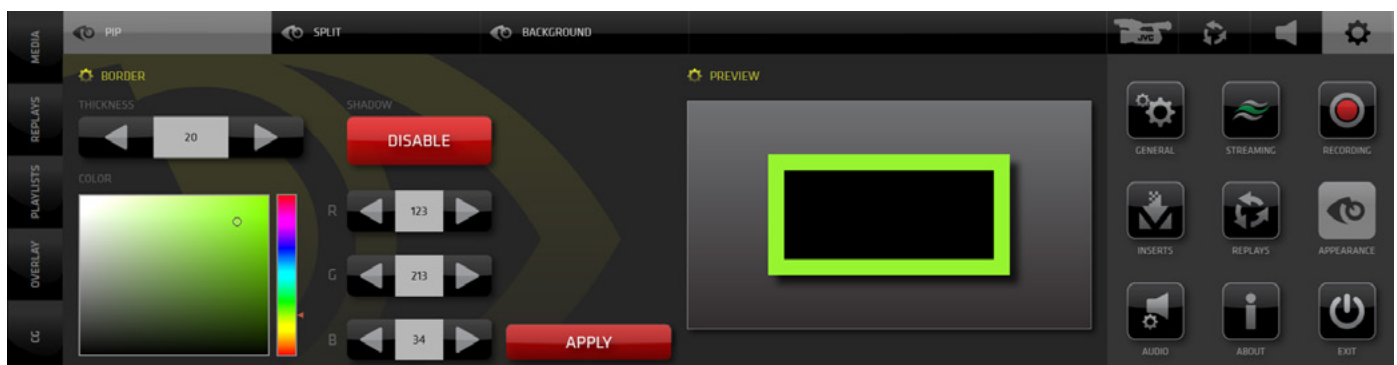 MEDIA
REPLAYS
PLAYLISTS
OVERLAY
CG
PIP
SPLIT
BACKGROUND
JVC
BORDER
THICKNESS
20
SHADOW
DISABLE
COLOR
R
123
G
213
B
34
APPLY
PREVIEW
GENERAL
STREAMING
RECORDING
INSERTS
REPLAYS
APPEARANCE
AUDIO
ABOUT
EXIT